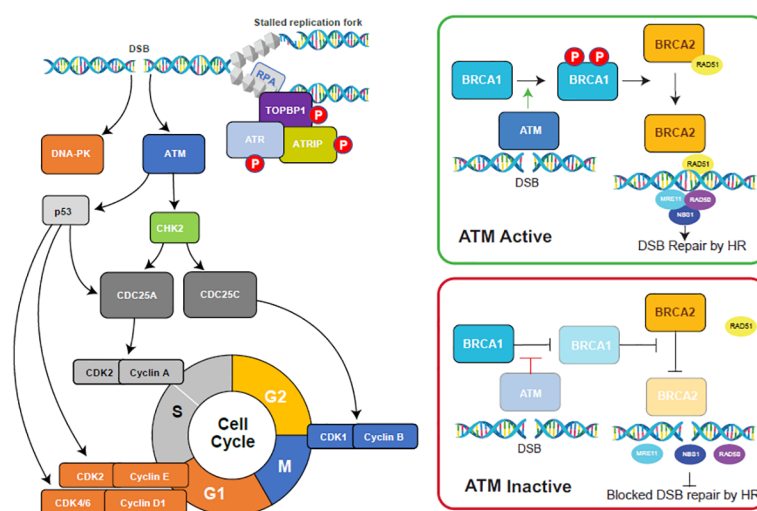 Stalled replication fork
DSB
RPA
TOPBP1
P
ATR
ATRIP
P
P
DNA-PK
ATM
p53
CHK2
CDC25A
CDC25C
CDK2
Cyclin A
S
G2
Cell
Cycle
M
G1
CDK1
Cyclin B
CDK2
Cyclin E
CDK4/6
Cyclin D1
BRCA1
P
P
BRCA1
BRCA2
RAD51
ATM
DSB
BRCA2
RAD51
MRE11
RAD5B
NBS1
ATM Active
DSB Repair by HR
BRCA1
BRCA1
BRCA2
RAD51
ATM
BRCA2
DSB
MRE11
NBS1
RAD5B
ATM Inactive
Blocked DSB repair by HR